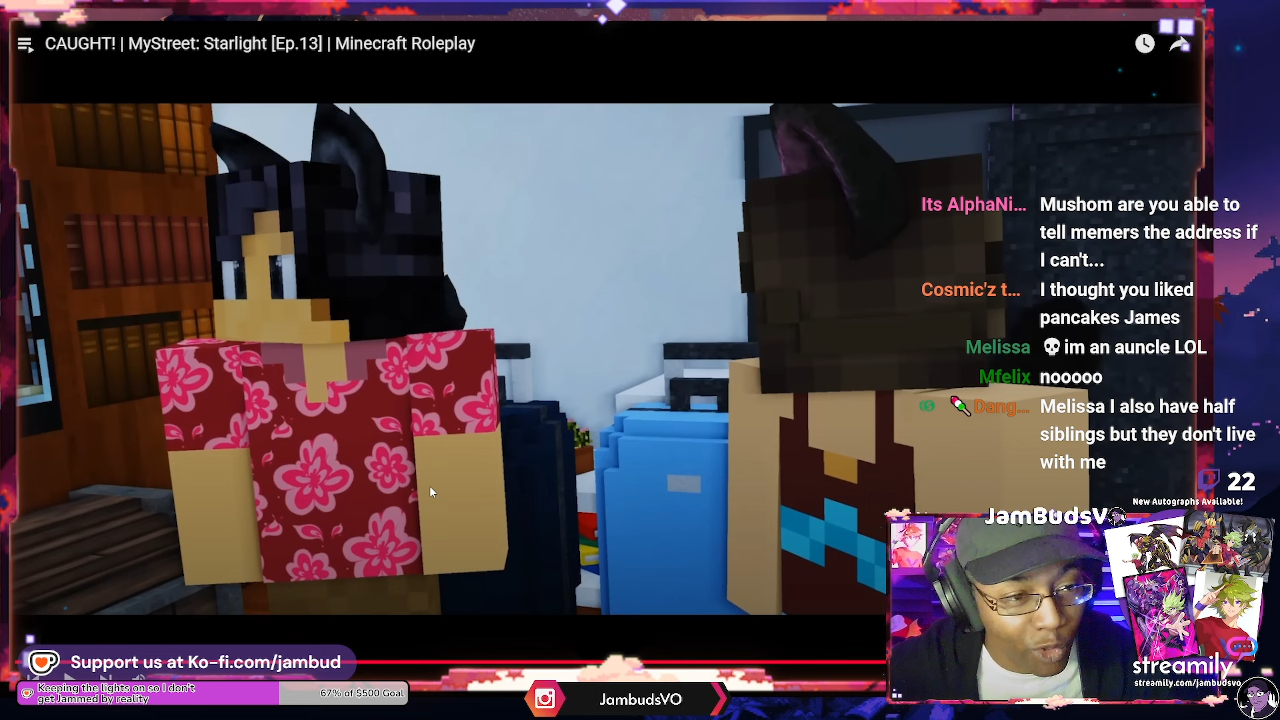 CAUGHT! | MyStreet: Starlight [Ep.13] | Minecraft Roleplay
Its AlphaNi... Mushom are you able to
tell memers the address if
I can't...
Cosmic'z t... I thought you liked
pancakes James
Melissa 💀im an auncle LOL
Mfelix nooooo
Dang... Melissa I also have half
siblings but they don't live
with me
22
New Autographs Available!
JamBudsV
streamily
streamily.com/jambudsvo
Support us at Ko-fi.com/jambud
Keeping the lights on so I don't
get Jammed by reality
67% of $500 Goal
JambudsVO